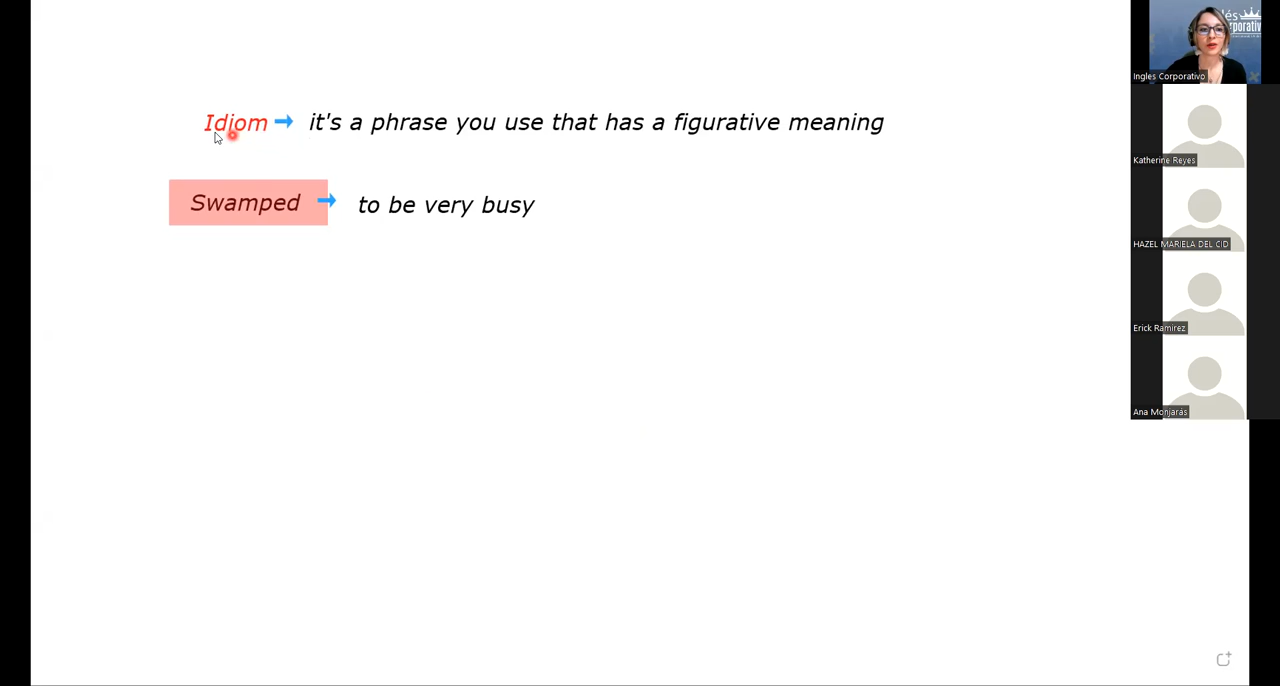 Idiom → it's a phrase you use that has a figurative meaning
Swamped → to be very busy
Ingles Corporativo
Katherine Reyes
HAZEL MARIELA DEL CID
Erick Ramirez
Ana Monjarás